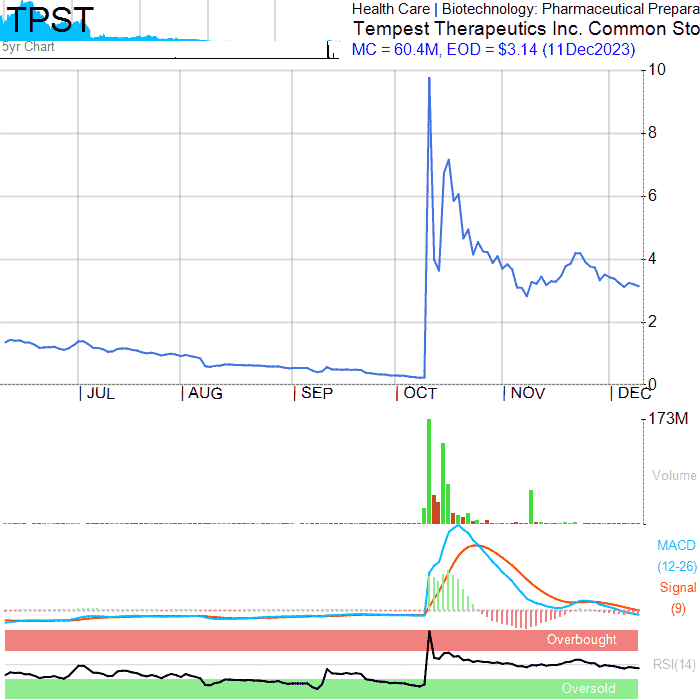 TPST
5yr Chart
Health Care | Biotechnology: Pharmaceutical Prepara
Tempest Therapeutics Inc. Common Sto
MC = 60.4M, EOD = $3.14 (11Dec2023)
10
8
6
4
2
0
JUL
AUG
SEP
OCT
NOV
DEC
173M
Volume
MACD
(12-26)
Signal
(9)
Overbought
RSI(14)
Oversold